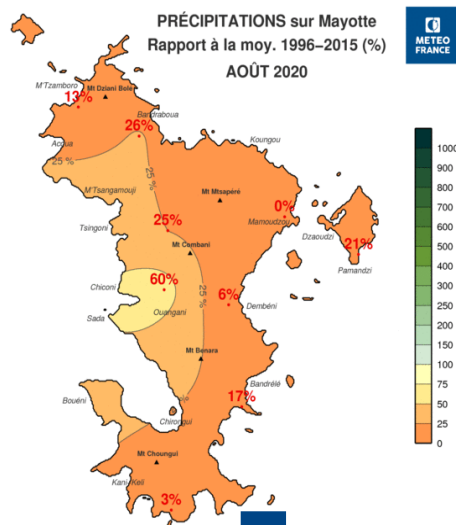 PRÉCIPITATIONS sur Mayotte
Rapport à la moy. 1996–2015 (%)
AOÛT 2020
METEO
FRANCE
M'Tzamboro
Mt Dziani Bolé
13%
Bandraboua
26%
Acoua
25 %
Koungou
25 %
M'Tsangamouji
Mt Mtsapéré
0%
Mamoudzou
25%
Tsingoni
Dzaoudzi
Mt Combani
21%
Pamandzi
Chiconi
60%
25 %
6%
Sada
Ouangani
Dembéni
Mt Benara
Bandrélé
Bouéni
17%
Chirongui
Mt Choungui
Kani-Kéli
3%
1000
900
800
700
600
500
400
300
250
200
150
100
75
50
25
0